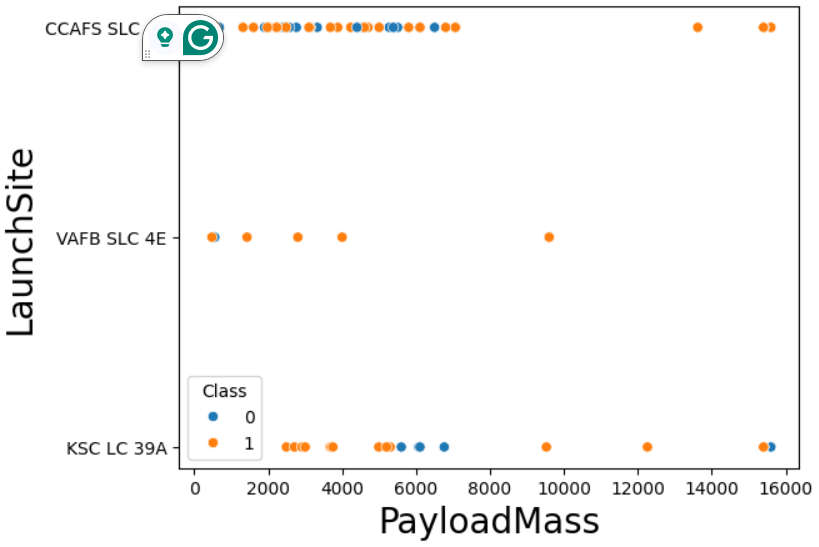 CCAFS SLC
LaunchSite
VAFB SLC 4E
Class
0
1
KSC LC 39A
0 2000 4000 6000 8000 10000 12000 14000 16000
PayloadMass